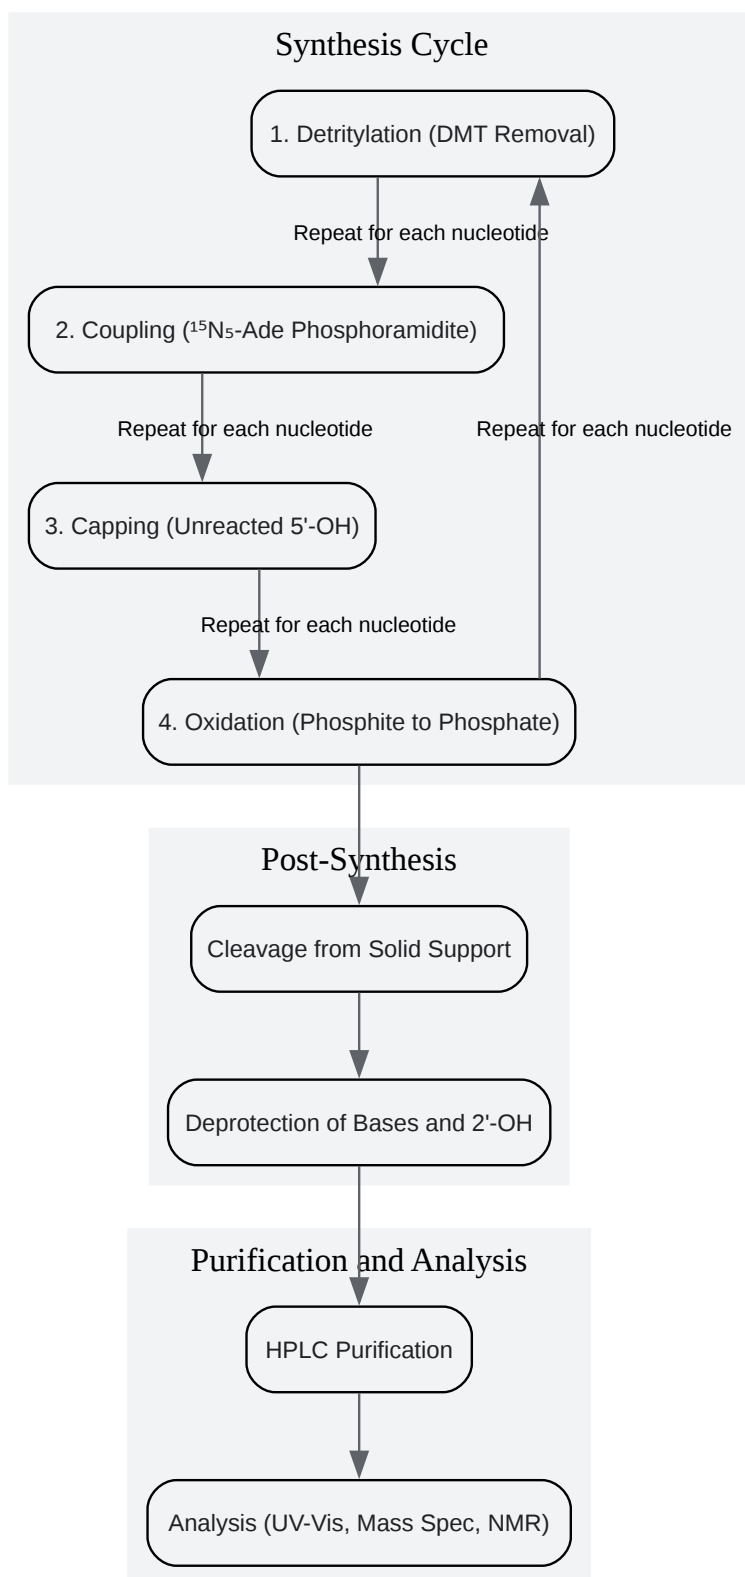 Synthesis Cycle
1. Detritylation (DMT Removal)
Repeat for each nucleotide
2. Coupling (¹⁵N₅-Ade Phosphoramidite)
Repeat for each nucleotide
Repeat for each nucleotide
3. Capping (Unreacted 5'-OH)
Repeat for each nucleotide
4. Oxidation (Phosphite to Phosphate)
Post-Synthesis
Cleavage from Solid Support
Deprotection of Bases and 2'-OH
Purification and Analysis
HPLC Purification
Analysis (UV-Vis, Mass Spec, NMR)